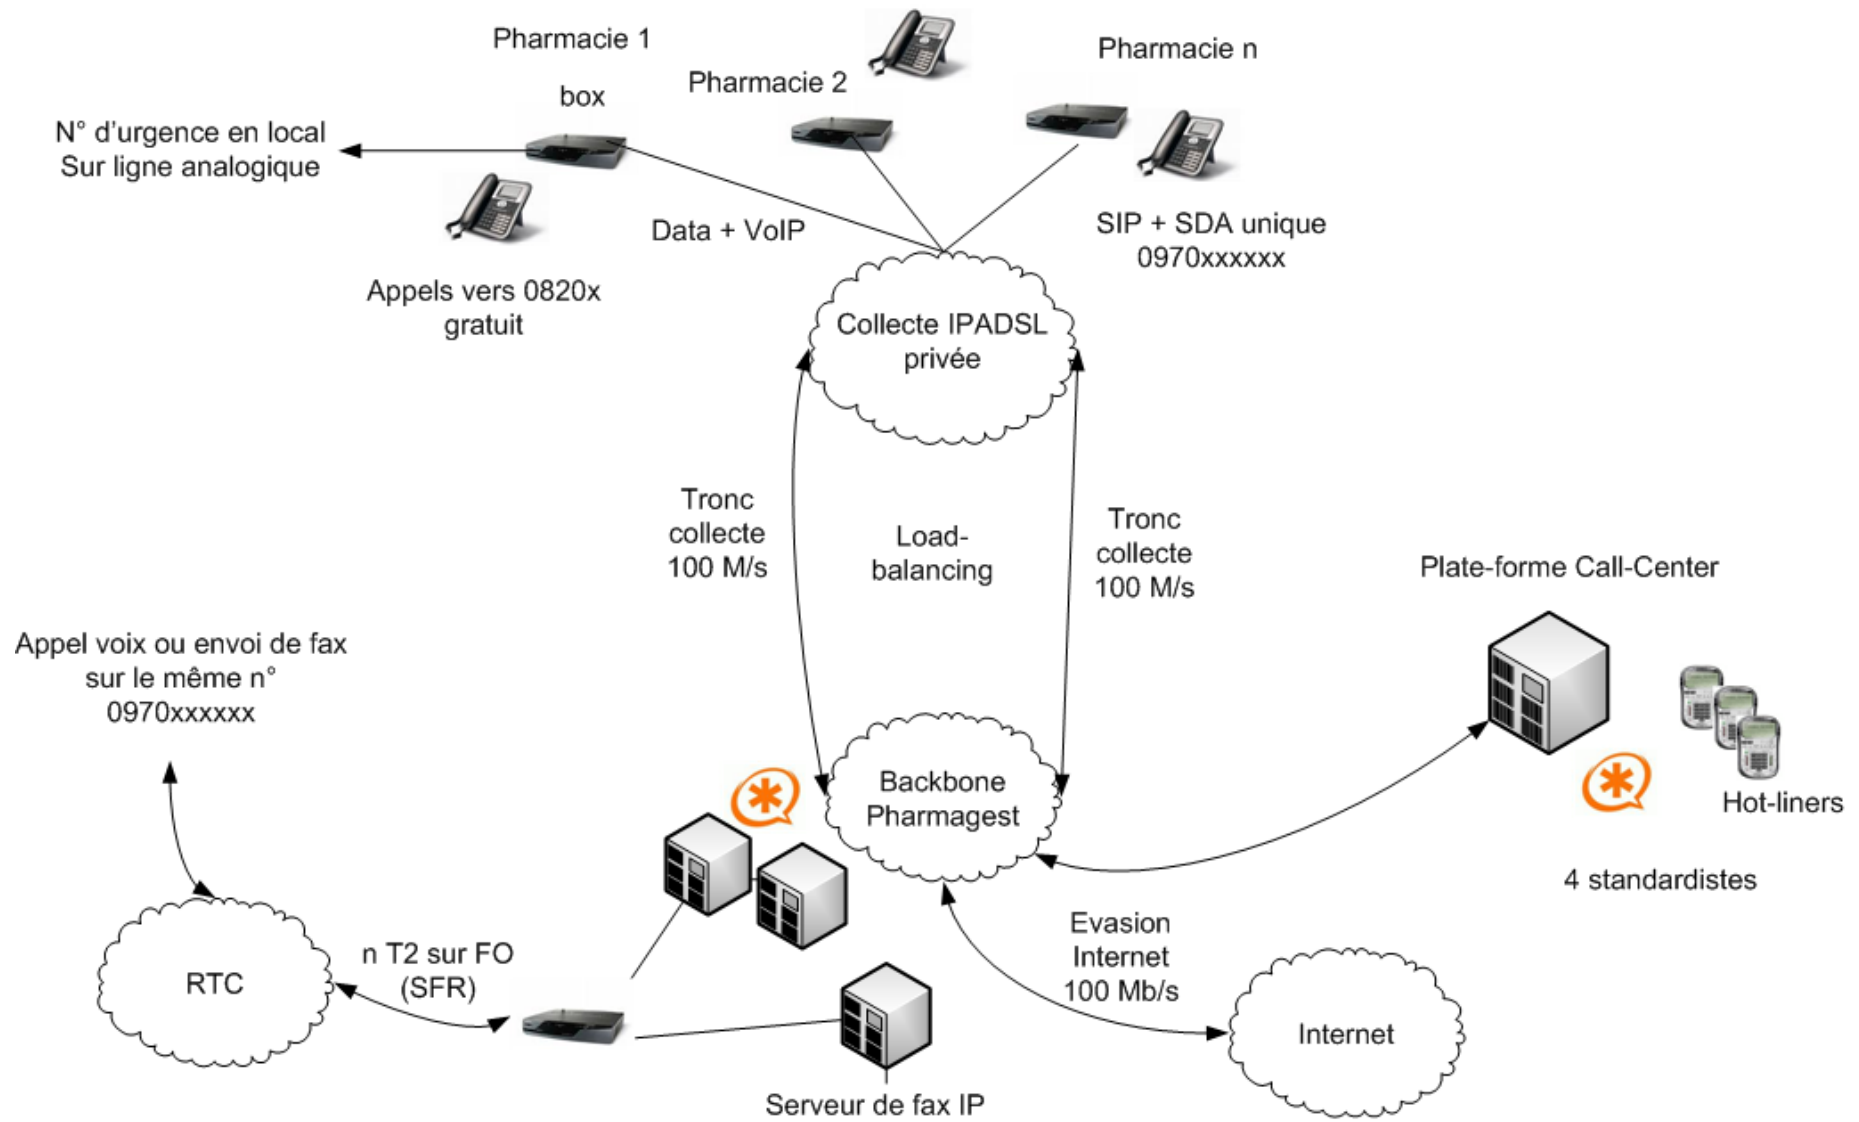 Pharmacie 1
Pharmacie n
Pharmacie 2
box
N° d'urgence en local
Sur ligne analogique
Data + VoIP
SIP + SDA unique
0970xxxxxx
Appels vers 0820x
gratuit
Collecte IPADSL
privée
Tronc
collecte
100 M/s
Load-
balancing
Tronc
collecte
100 M/s
Plate-forme Call-Center
Appel voix ou envoi de fax
sur le même n°
0970xxxxxx
Backbone
Pharmagest
Hot-liners
4 standardistes
Evasion
Internet
100 Mb/s
n T2 sur FO
(SFR)
RTC
Internet
Serveur de fax IP